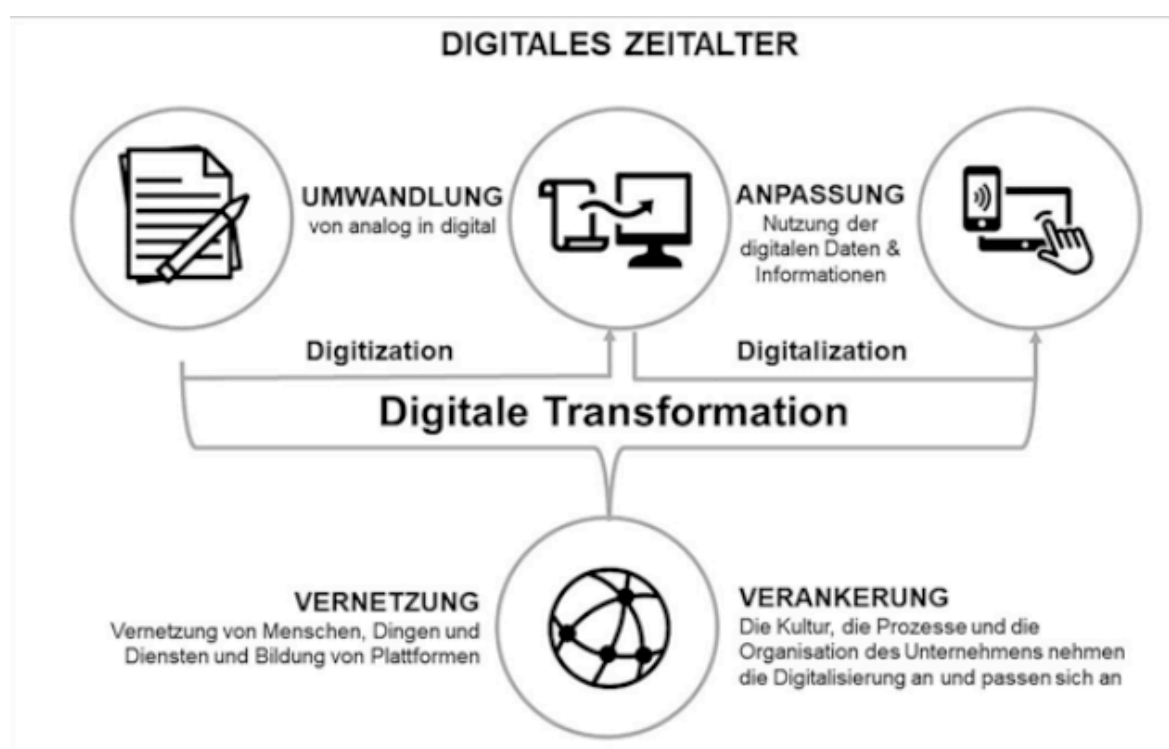 DIGITALES ZEITALTER
UMWANDLUNG
von analog in digital
ANPASSUNG
Nutzung der
digitalen Daten &
Informationen
Digitization
Digitalization
Digitale Transformation
VERNETZUNG
Vernetzung von Menschen, Dingen und
Diensten und Bildung von Plattformen
VERANKERUNG
Die Kultur, die Prozesse und die
Organisation des Unternehmens nehmen
die Digitalisierung an und passen sich an